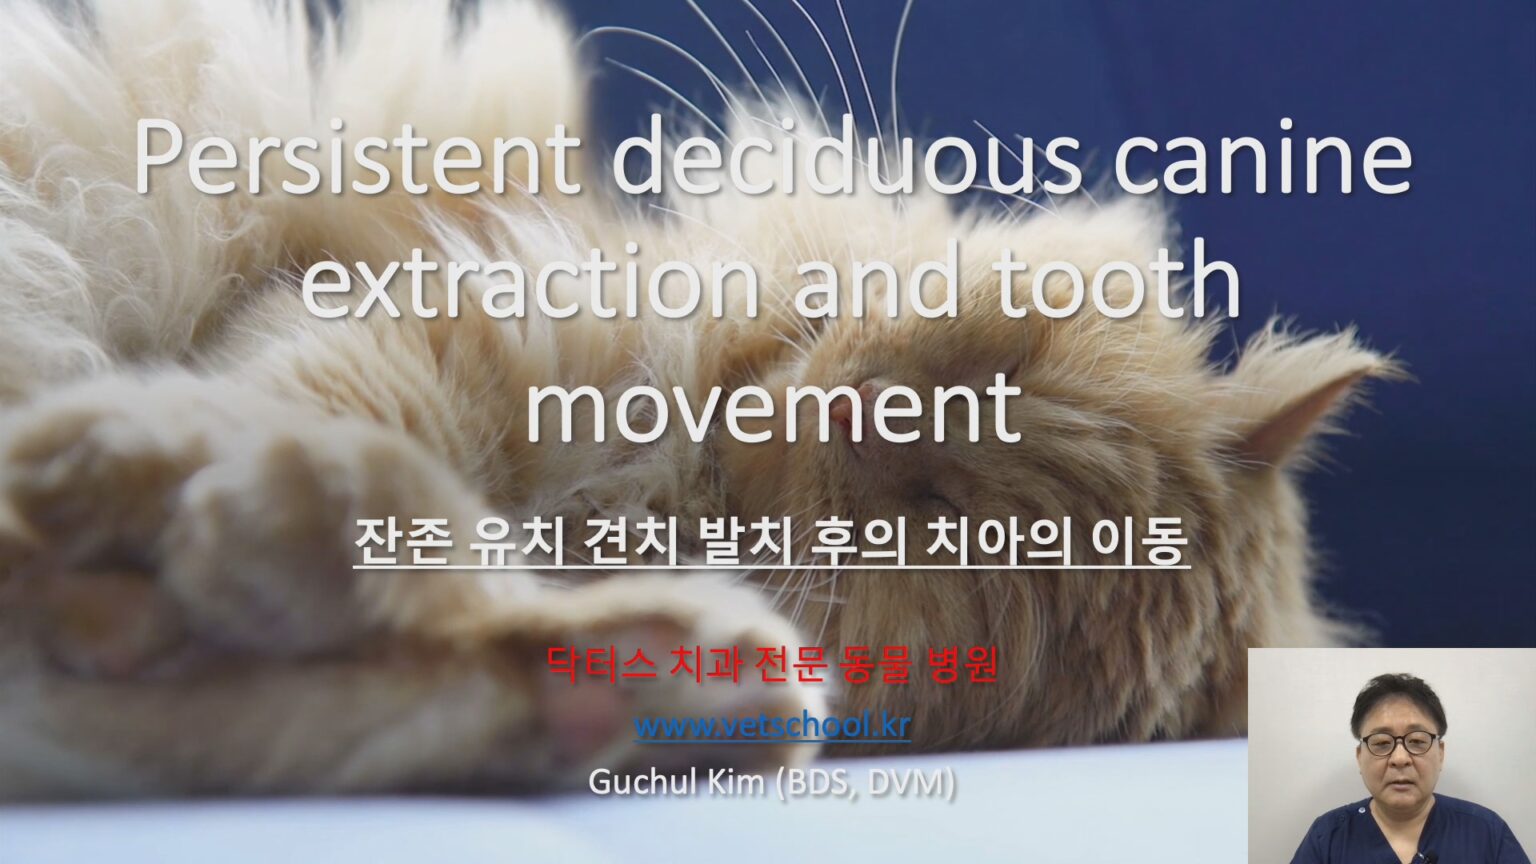 Persistent deciduous canine
extraction and tooth
movement
잔존 유치 견치 발치 후의 치아의 이동
닥터스 치과 전문 동물 병원
www.vetschool.kr
Guchul Kim (BDS, DVM)